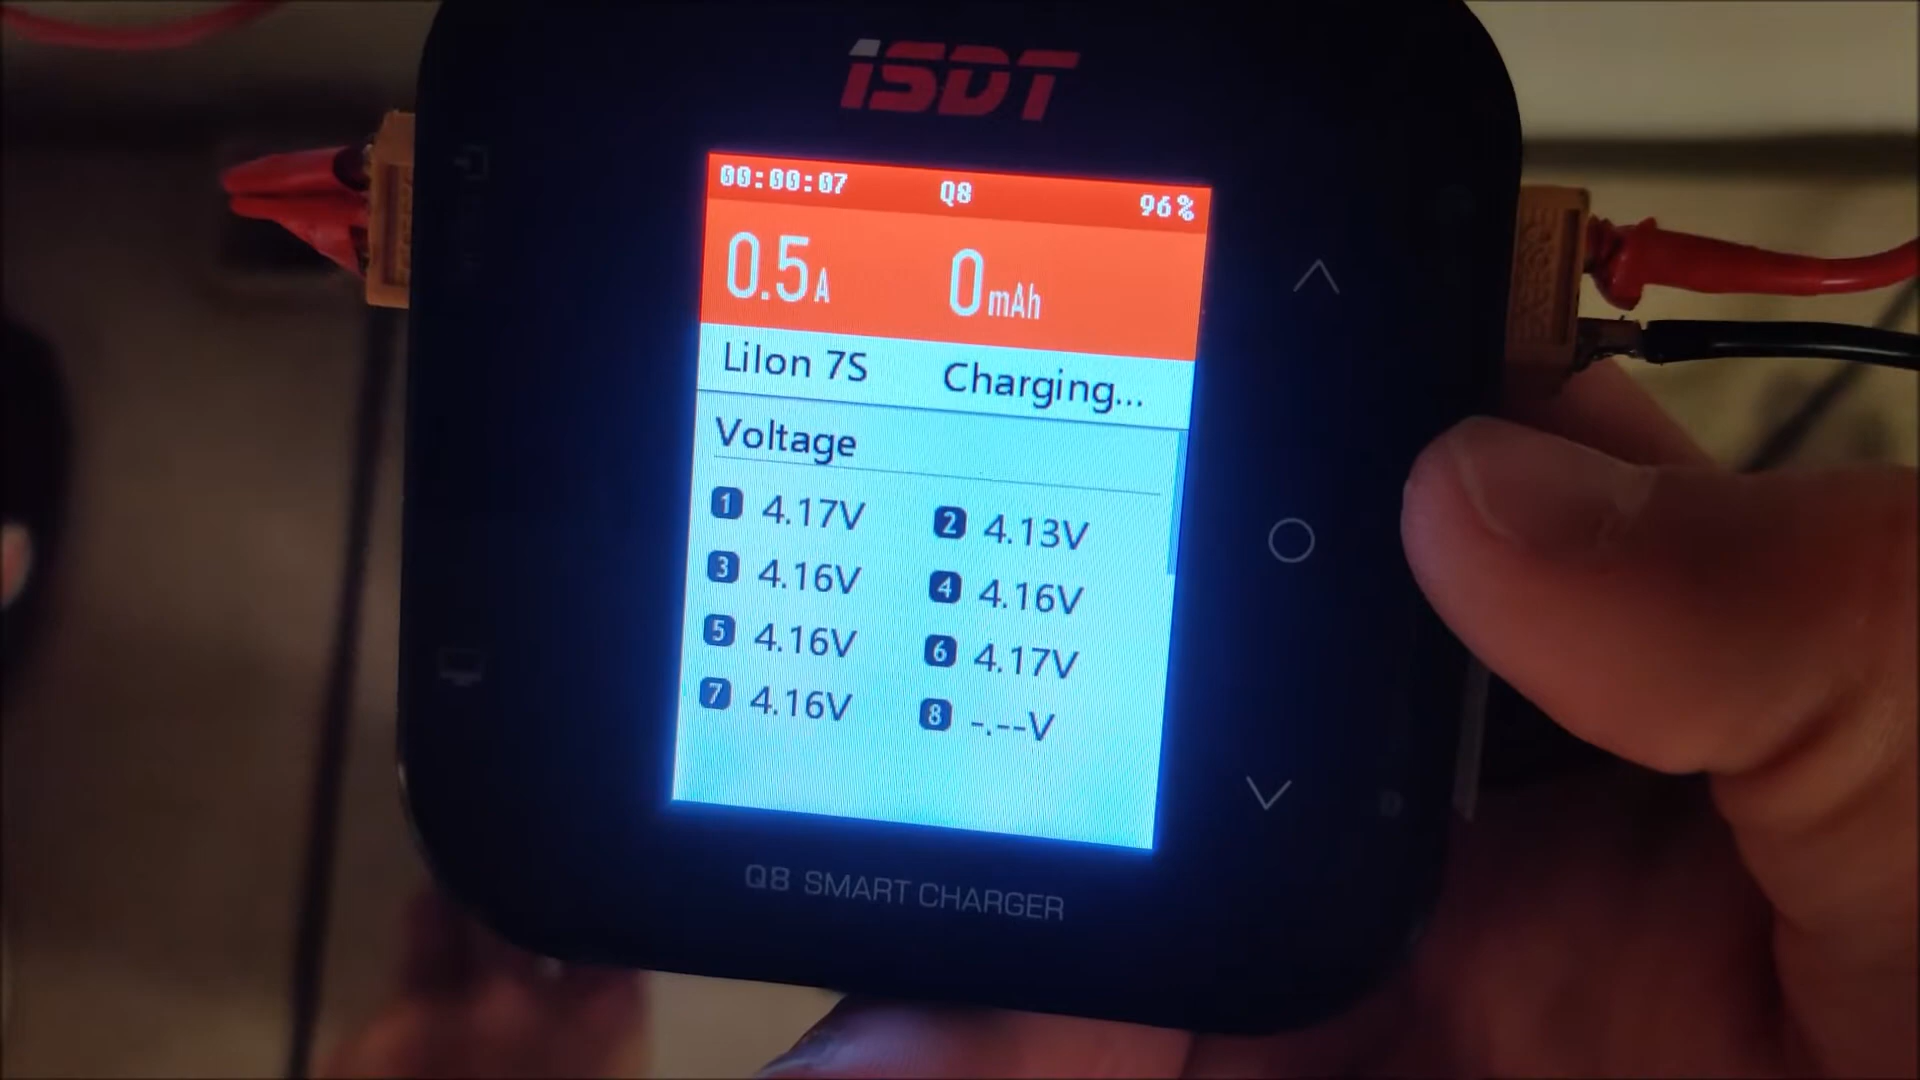 iSDT
00:00:07 Q8 96%
0.5A 0mAh
LiIon 7S Charging...
Voltage
1 4.17V 2 4.13V
3 4.16V 4 4.16V
5 4.16V 6 4.17V
7 4.16V 8 -.--V
Q8 SMART CHARGER